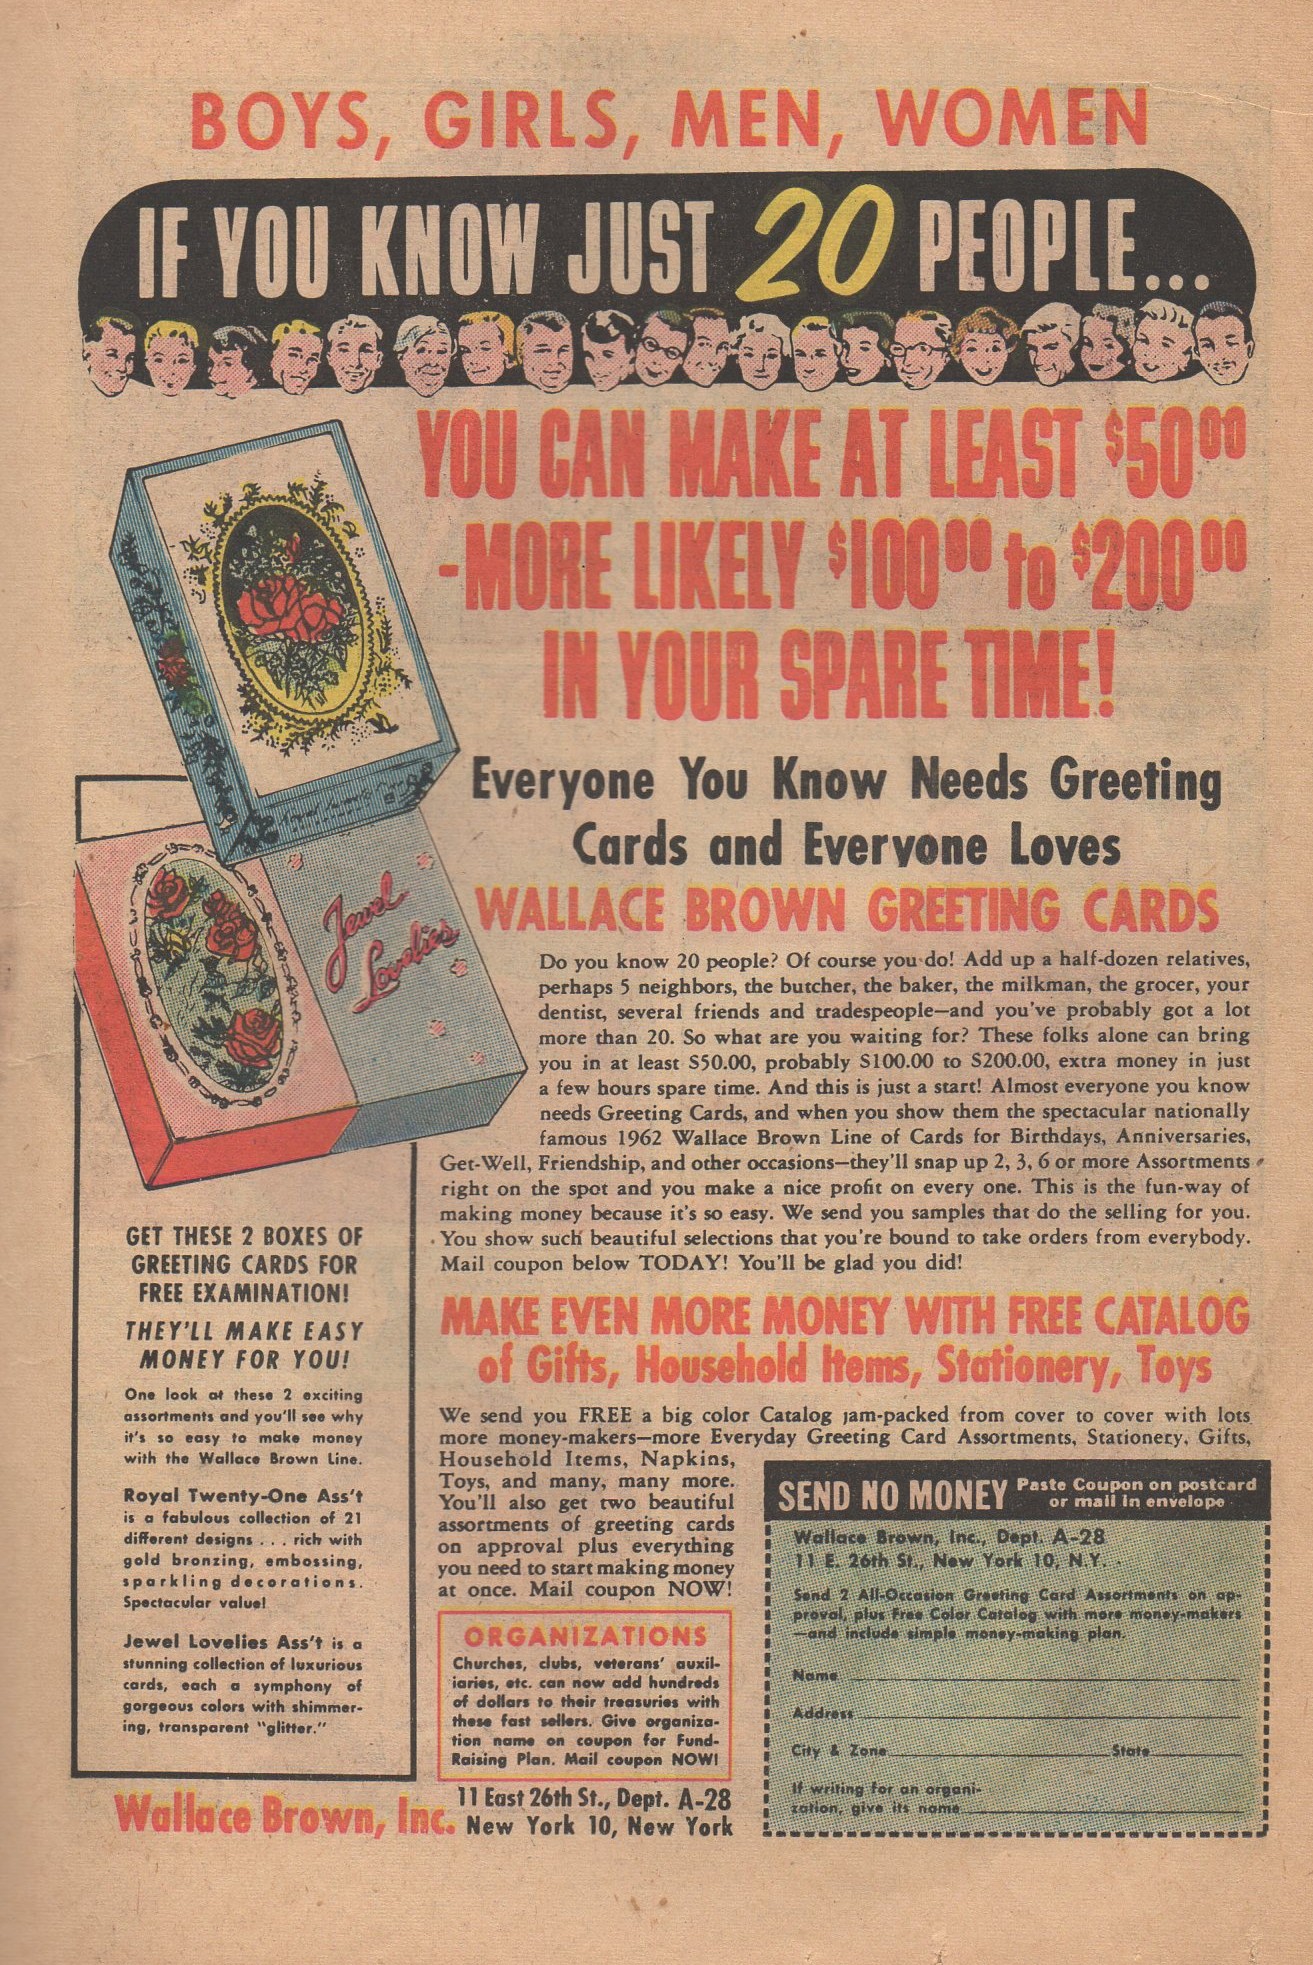 BOYS, GIRLS, MEN, WOMEN
IF YOU KNOW JUST 20 PEOPLE...
YOU CAN MAKE AT LEAST $50.00
-MORE LIKELY $100.00 to $200.00
IN YOUR SPARE TIME!
Everyone You Know Needs Greeting
Cards and Everyone Loves
WALLACE BROWN GREETING CARDS
Jewel
Lovelies
Do you know 20 people? Of course you do! Add up a half-dozen relatives,
perhaps 5 neighbors, the butcher, the baker, the milkman, the grocer, your
dentist, several friends and tradespeople—and you've probably got a lot
more than 20. So what are you waiting for? These folks alone can bring
you in at least $50.00, probably $100.00 to $200.00, extra money in just
a few hours spare time. And this is just a start! Almost everyone you know
needs Greeting Cards, and when you show them the spectacular nationally
famous 1962 Wallace Brown Line of Cards for Birthdays, Anniversaries,
Get-Well, Friendship, and other occasions—they'll snap up 2, 3, 6 or more Assortments
right on the spot and you make a nice profit on every one. This is the fun-way of
making money because it's so easy. We send you samples that do the selling for you.
You show such beautiful selections that you're bound to take orders from everybody.
Mail coupon below TODAY! You'll be glad you did!
GET THESE 2 BOXES OF
GREETING CARDS FOR
FREE EXAMINATION!
THEY'LL MAKE EASY
MONEY FOR YOU!
One look at these 2 exciting
assortments and you'll see why
it's so easy to make money
with the Wallace Brown Line.
Royal Twenty-One Ass't
is a fabulous collection of 21
different designs . . . rich with
gold bronzing, embossing,
sparkling decorations.
Spectacular value!
Jewel Lovelies Ass't is a
stunning collection of luxurious
cards, each a symphony of
gorgeous colors with shimmer-
ing, transparent "glitter."
MAKE EVEN MORE MONEY WITH FREE CATALOG
of Gifts, Household Items, Stationery, Toys
We send you FREE a big color Catalog jam-packed from cover to cover with lots
more money-makers—more Everyday Greeting Card Assortments, Stationery, Gifts,
Household Items, Napkins,
Toys, and many, many more.
You'll also get two beautiful
assortments of greeting cards
on approval plus everything
you need to start making money
at once. Mail coupon NOW!
ORGANIZATIONS
Churches, clubs, veterans' auxil-
iaries, etc. can now add hundreds
of dollars to their treasuries with
these fast sellers. Give organiza-
tion name on coupon for Fund-
Raising Plan. Mail coupon NOW!
Wallace Brown, Inc.
11 East 26th St., Dept. A-28
New York 10, New York
SEND NO MONEY Paste Coupon on postcard
or mail in envelope
Wallace Brown, Inc., Dept. A-28
11 E. 26th St., New York 10, N.Y.
Send 2 All-Occasion Greeting Card Assortments on ap-
proval, plus Free Color Catalog with more money-makers
—and include simple money-making plan.
Name
Address
City & Zone State
If writing for an organi-
zation, give its name